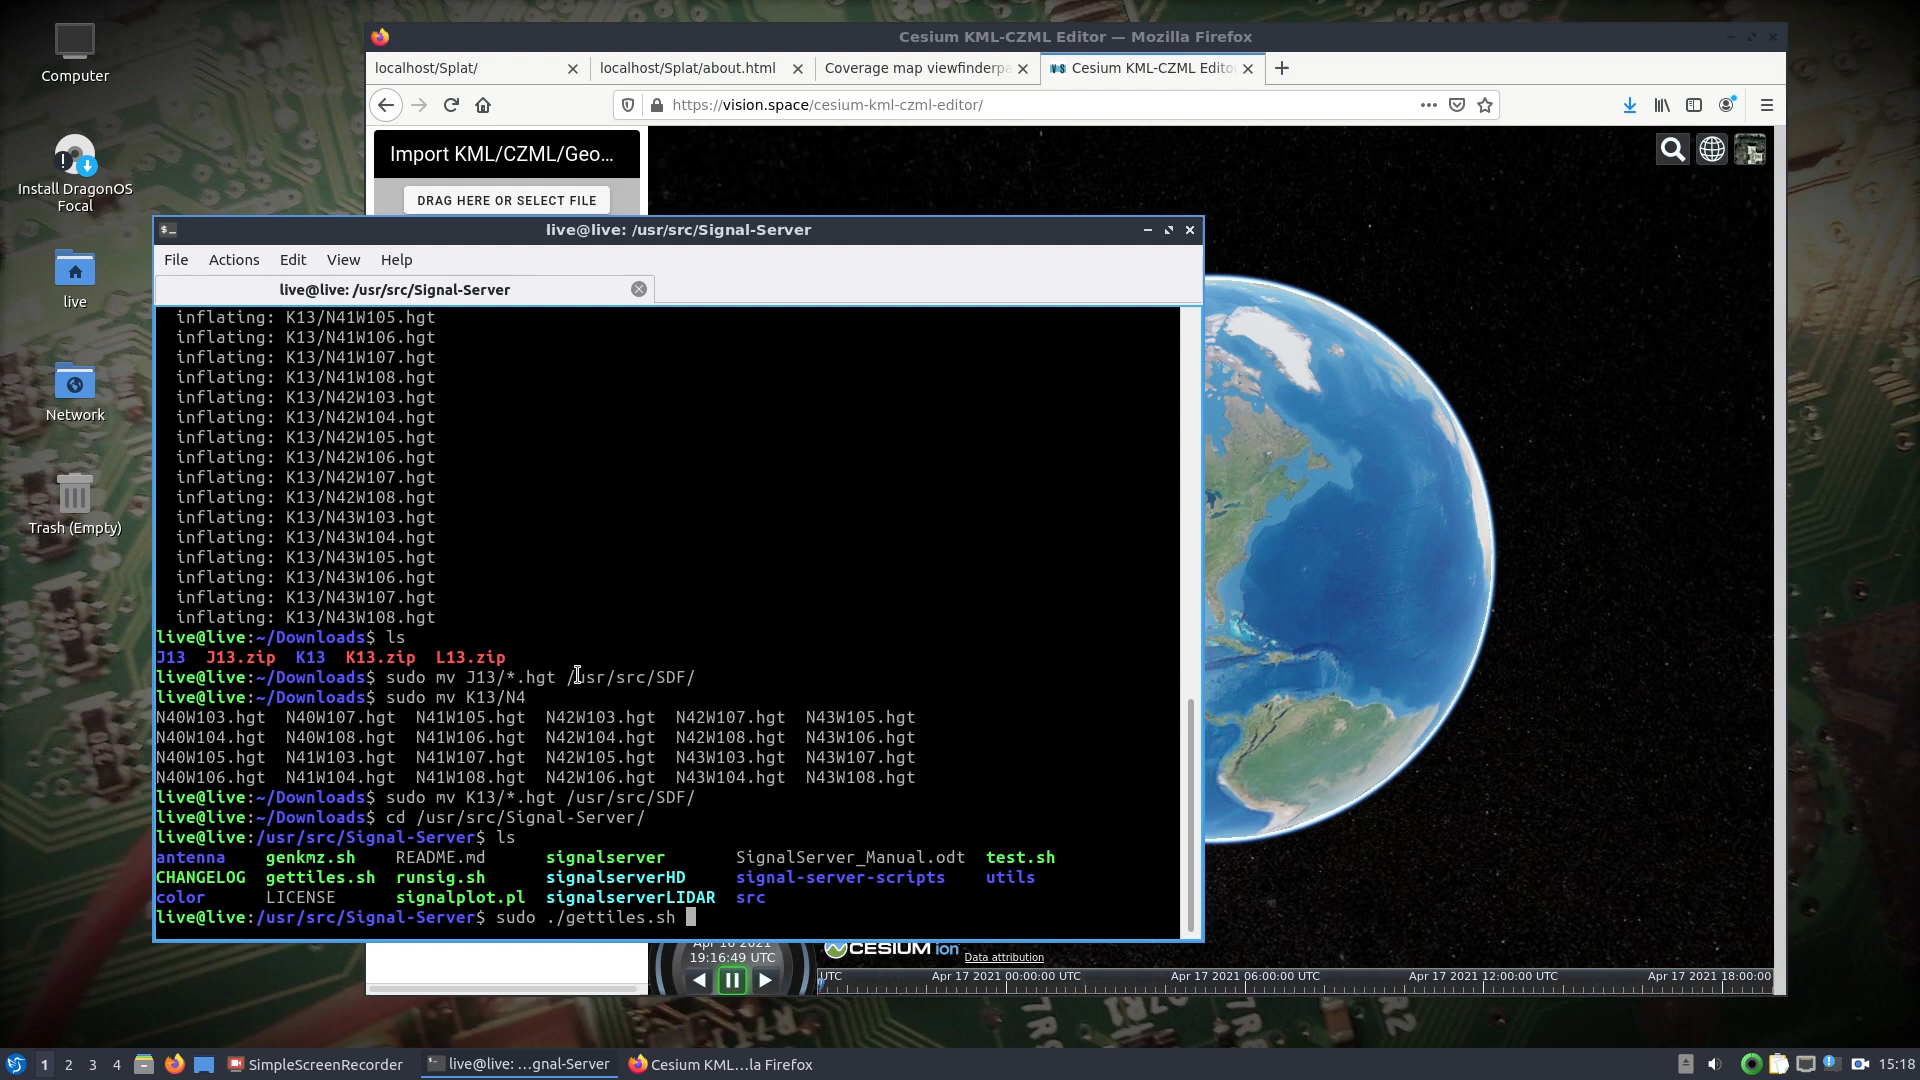 Computer
Install DragonOS
Focal
live
Network
Trash (Empty)
Cesium KML-CZML Editor — Mozilla Firefox
localhost/Splat/
localhost/Splat/about.html
Coverage map viewfinderpa
Cesium KML-CZML Edito
https://vision.space/cesium-kml-czml-editor/
Import KML/CZML/Geo...
DRAG HERE OR SELECT FILE
live@live: /usr/src/Signal-Server
File Actions Edit View Help
live@live: /usr/src/Signal-Server
inflating: K13/N41W105.hgt
inflating: K13/N41W106.hgt
inflating: K13/N41W107.hgt
inflating: K13/N41W108.hgt
inflating: K13/N42W103.hgt
inflating: K13/N42W104.hgt
inflating: K13/N42W105.hgt
inflating: K13/N42W106.hgt
inflating: K13/N42W107.hgt
inflating: K13/N42W108.hgt
inflating: K13/N43W103.hgt
inflating: K13/N43W104.hgt
inflating: K13/N43W105.hgt
inflating: K13/N43W106.hgt
inflating: K13/N43W107.hgt
inflating: K13/N43W108.hgt
live@live:~/Downloads$ ls
J13 J13.zip K13 K13.zip L13.zip
live@live:~/Downloads$ sudo mv J13/*.hgt /usr/src/SDF/
live@live:~/Downloads$ sudo mv K13/N4
N40W103.hgt N40W107.hgt N41W105.hgt N42W103.hgt N42W107.hgt N43W105.hgt
N40W104.hgt N40W108.hgt N41W106.hgt N42W104.hgt N42W108.hgt N43W106.hgt
N40W105.hgt N41W103.hgt N41W107.hgt N42W105.hgt N43W103.hgt N43W107.hgt
N40W106.hgt N41W104.hgt N41W108.hgt N42W106.hgt N43W104.hgt N43W108.hgt
live@live:~/Downloads$ sudo mv K13/*.hgt /usr/src/SDF/
live@live:~/Downloads$ cd /usr/src/Signal-Server/
live@live:/usr/src/Signal-Server$ ls
antenna genkmz.sh README.md signalserver SignalServer_Manual.odt test.sh
CHANGELOG gettiles.sh runsig.sh signalserverHD signal-server-scripts utils
color LICENSE signalplot.pl signalserverLIDAR src
live@live:/usr/src/Signal-Server$ sudo ./gettiles.sh
Apr 16 2021
19:16:49 UTC
CESIUM ion
Data attribution
UTC
Apr 17 2021 00:00:00 UTC
Apr 17 2021 06:00:00 UTC
Apr 17 2021 12:00:00 UTC
Apr 17 2021 18:00:00
1 2 3 4
SimpleScreenRecorder
live@live: ...gnal-Server
Cesium KML...la Firefox
15:18